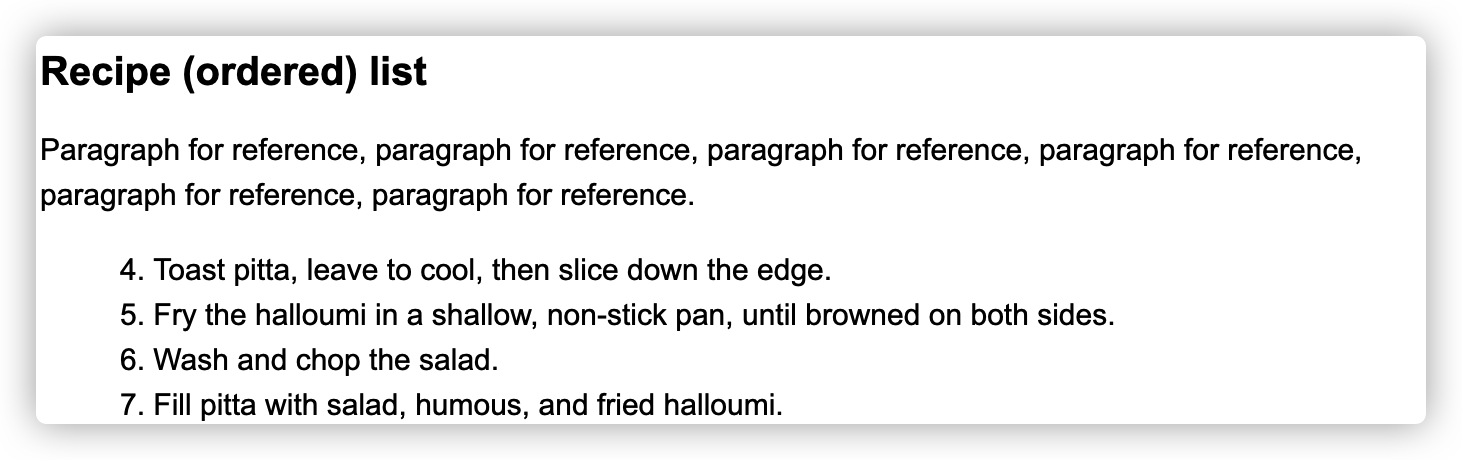 Recipe (ordered) list
Paragraph for reference, paragraph for reference, paragraph for reference, paragraph for reference,
paragraph for reference, paragraph for reference.
4. Toast pitta, leave to cool, then slice down the edge.
5. Fry the halloumi in a shallow, non-stick pan, until browned on both sides.
6. Wash and chop the salad.
7. Fill pitta with salad, humous, and fried halloumi.